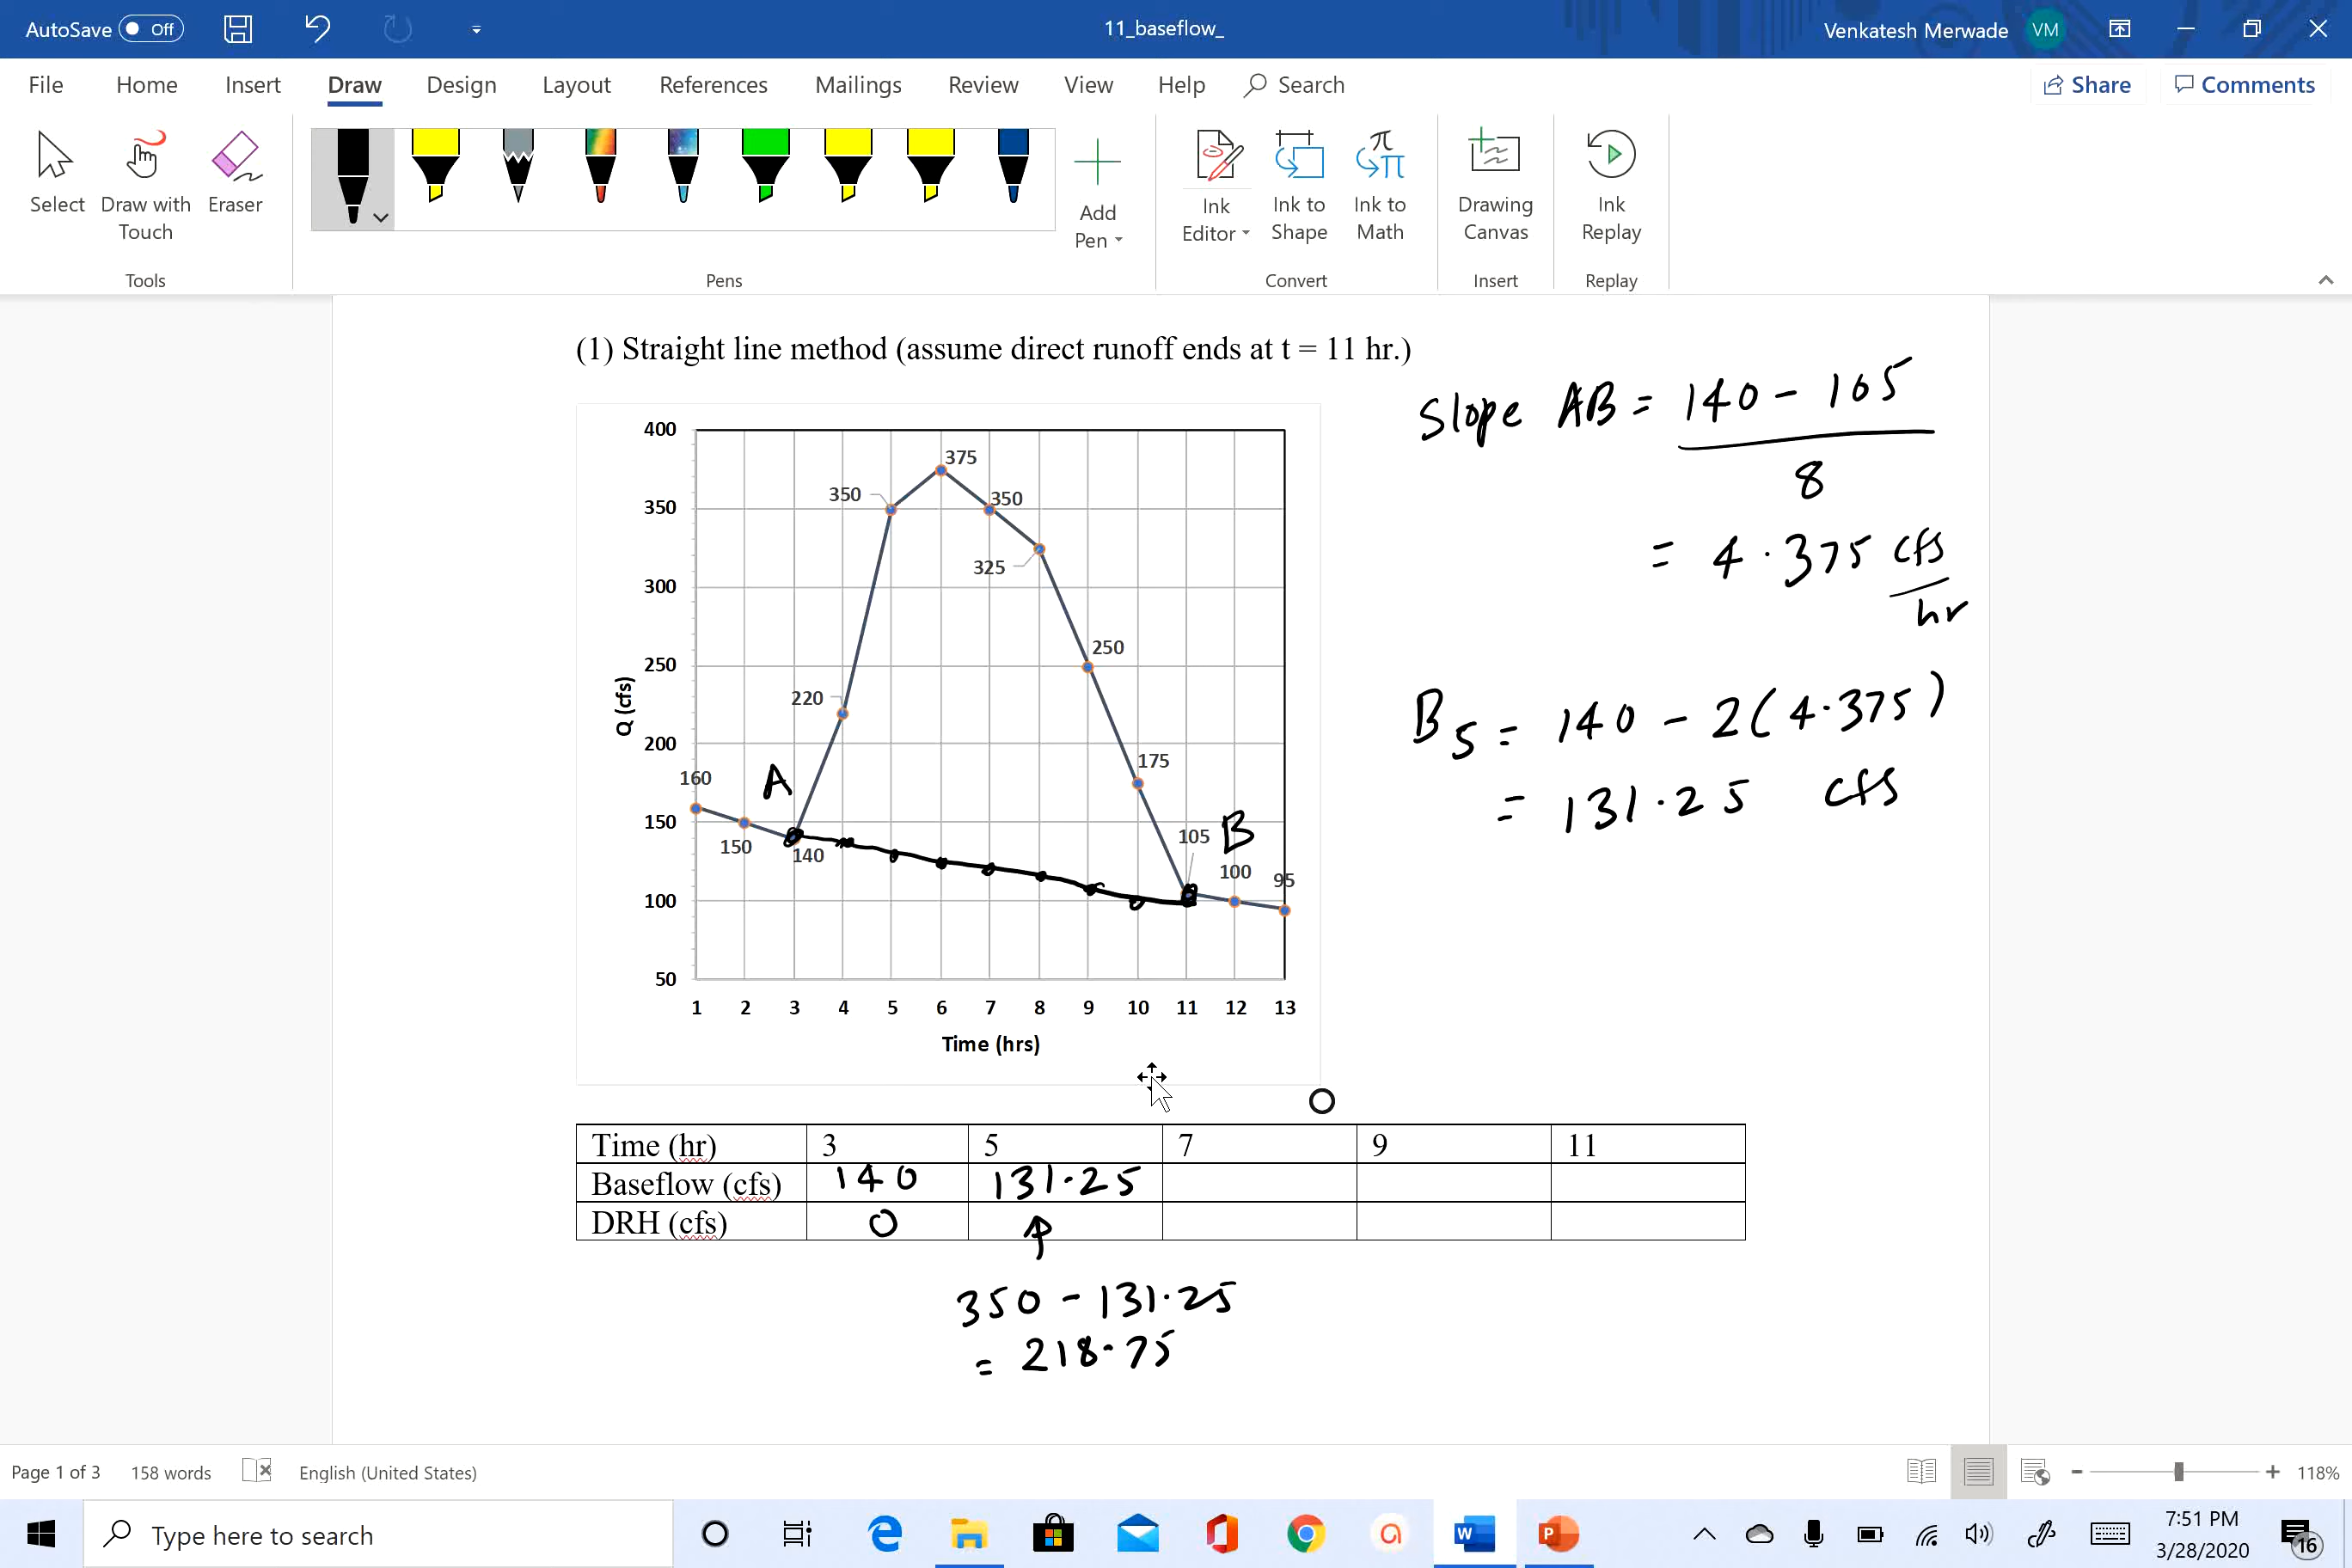 AutoSave Off 11_baseflow_ Venkatesh Merwade VM
File Home Insert Draw Design Layout References Mailings Review View Help Search Share Comments
Select Draw with Touch Eraser Add Pen Ink Editor Ink to Shape Ink to Math Drawing Canvas Ink Replay
Tools Pens Convert Insert Replay
(1) Straight line method (assume direct runoff ends at t = 11 hr.)
Slope AB = 140 - 105
8
= 4.375 cfs
hr
B5 = 140 - 2(4.375)
= 131.25 cfs
400
350
300
250
200
150
100
50
Q (cfs)
160
150
140
220
350
375
350
325
250
175
105
100
95
A
B
1 2 3 4 5 6 7 8 9 10 11 12 13
Time (hrs)
Time (hr) 3 5 7 9 11
Baseflow (cfs) 140 131.25
DRH (cfs) 0
350 - 131.25
= 218.75
Page 1 of 3 158 words English (United States) 118%
Type here to search
7:51 PM
3/28/2020
16